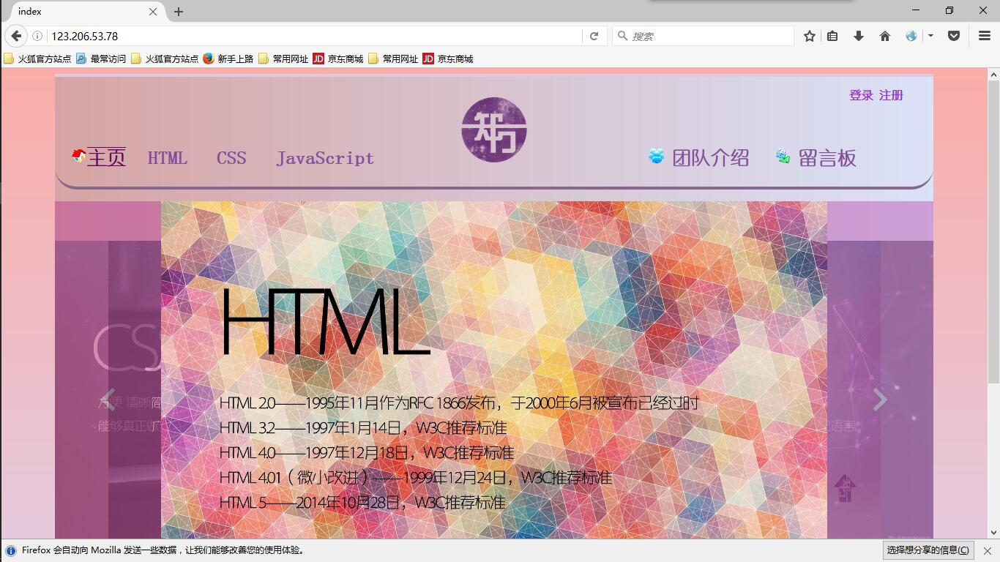 index
123.206.53.78
搜索
火狐官方站点 最常访问 火狐官方站点 新手上路 常用网址 JD 京东商城 常用网址 JD 京东商城
登录 注册
知了
主页 HTML CSS JavaScript 团队介绍 留言板
HTML
CS
HTML 2.0——1995年11月作为RFC 1866发布，于2000年6月被宣布已经过时
方便 清晰简
HTML 3.2——1997年1月14日，W3C推荐标准
能够真正做 语言
HTML 4.0——1997年12月18日，W3C推荐标准
HTML 4.01（微小改进）——1999年12月24日，W3C推荐标准
HTML 5——2014年10月28日，W3C推荐标准
Firefox 会自动向 Mozilla 发送一些数据，让我们能够改善您的使用体验。 选择想分享的信息(C)